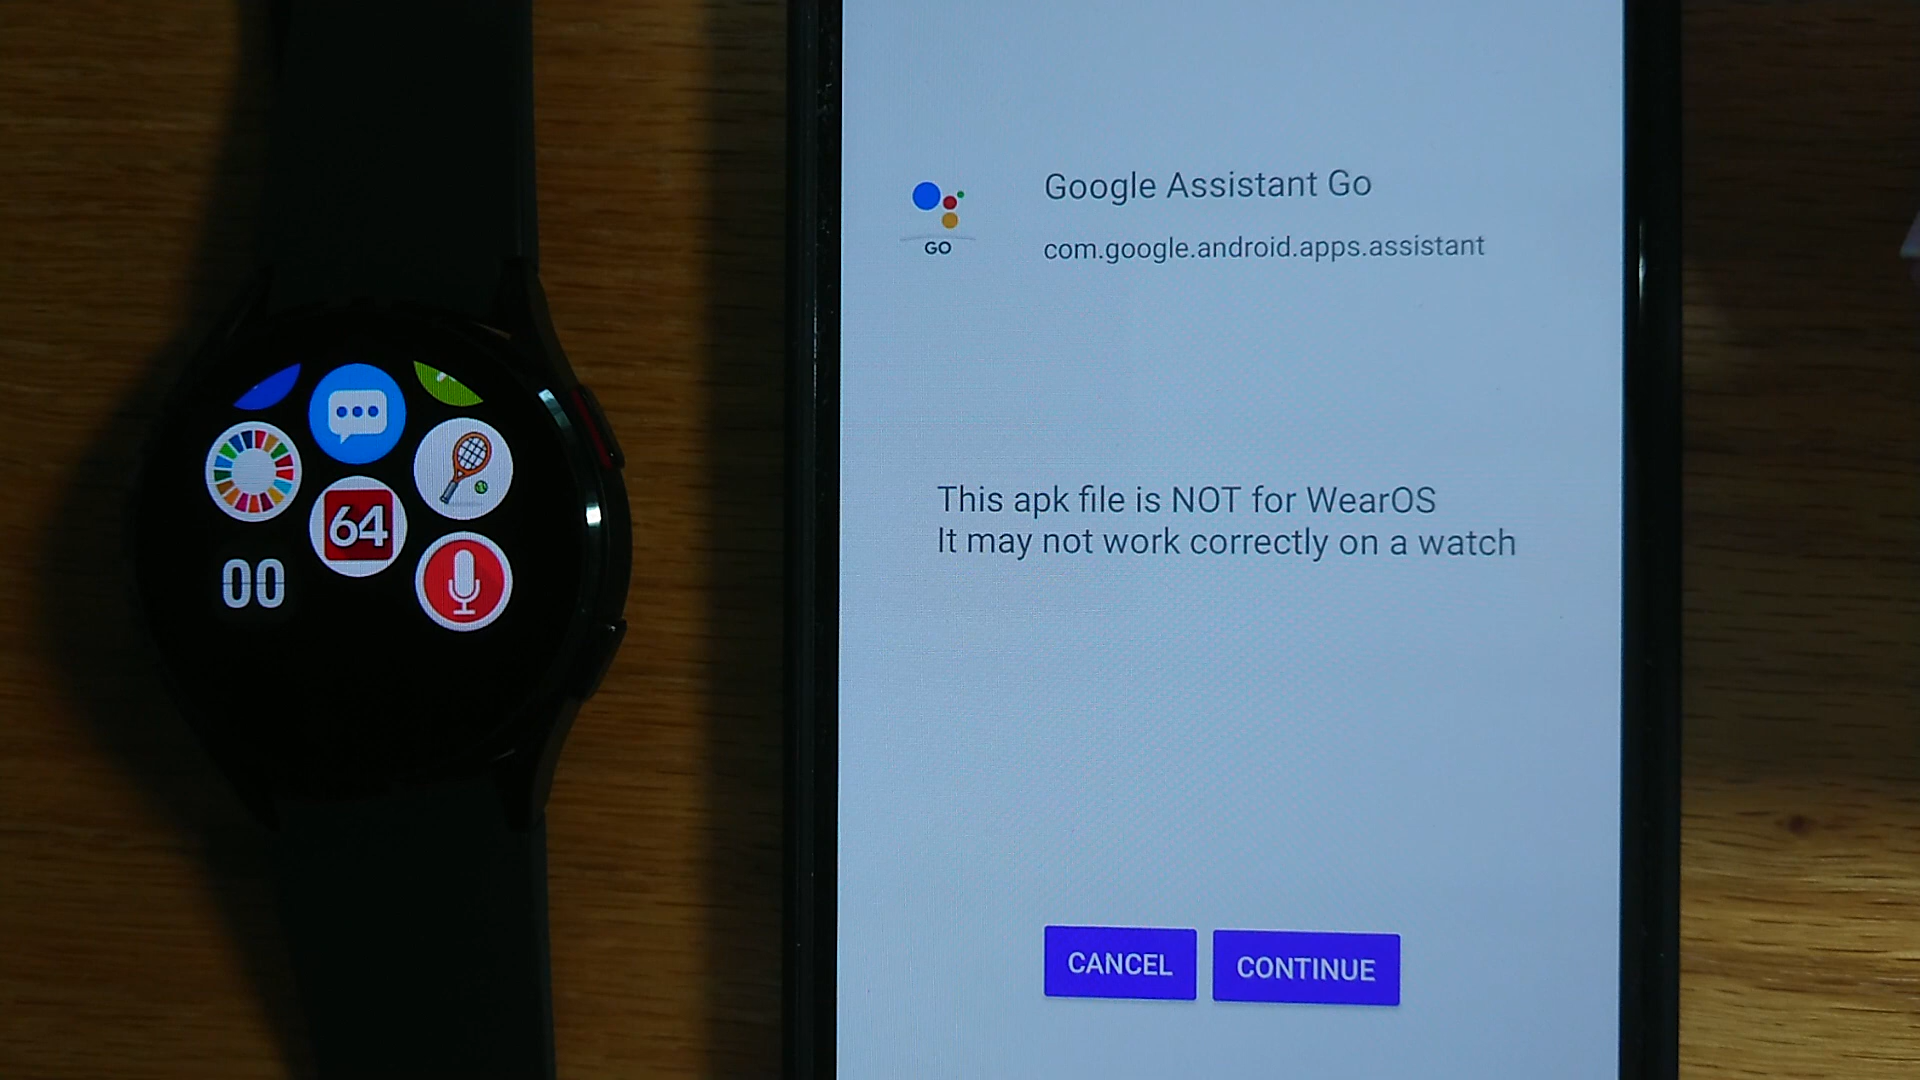 64
00
Google Assistant Go
GO
com.google.android.apps.assistant
This apk file is NOT for WearOS
It may not work correctly on a watch
CANCEL
CONTINUE